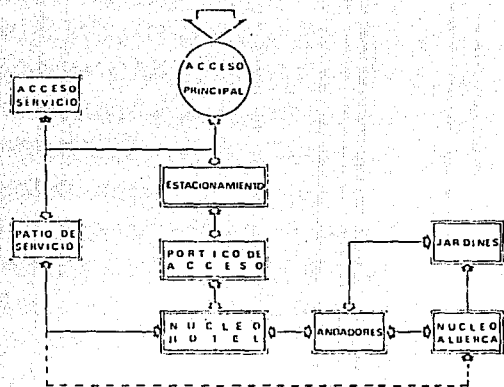 ACCESO
PRINCIPAL
ACCESO
SERVICIO
ESTACIONAMIENTO
PATIO DE
SERVICIO
PORTICO DE
ACCESO
JARDINES
NUCLEO
HOTEL
ANDADORES
NUCLEO
ALBERCA